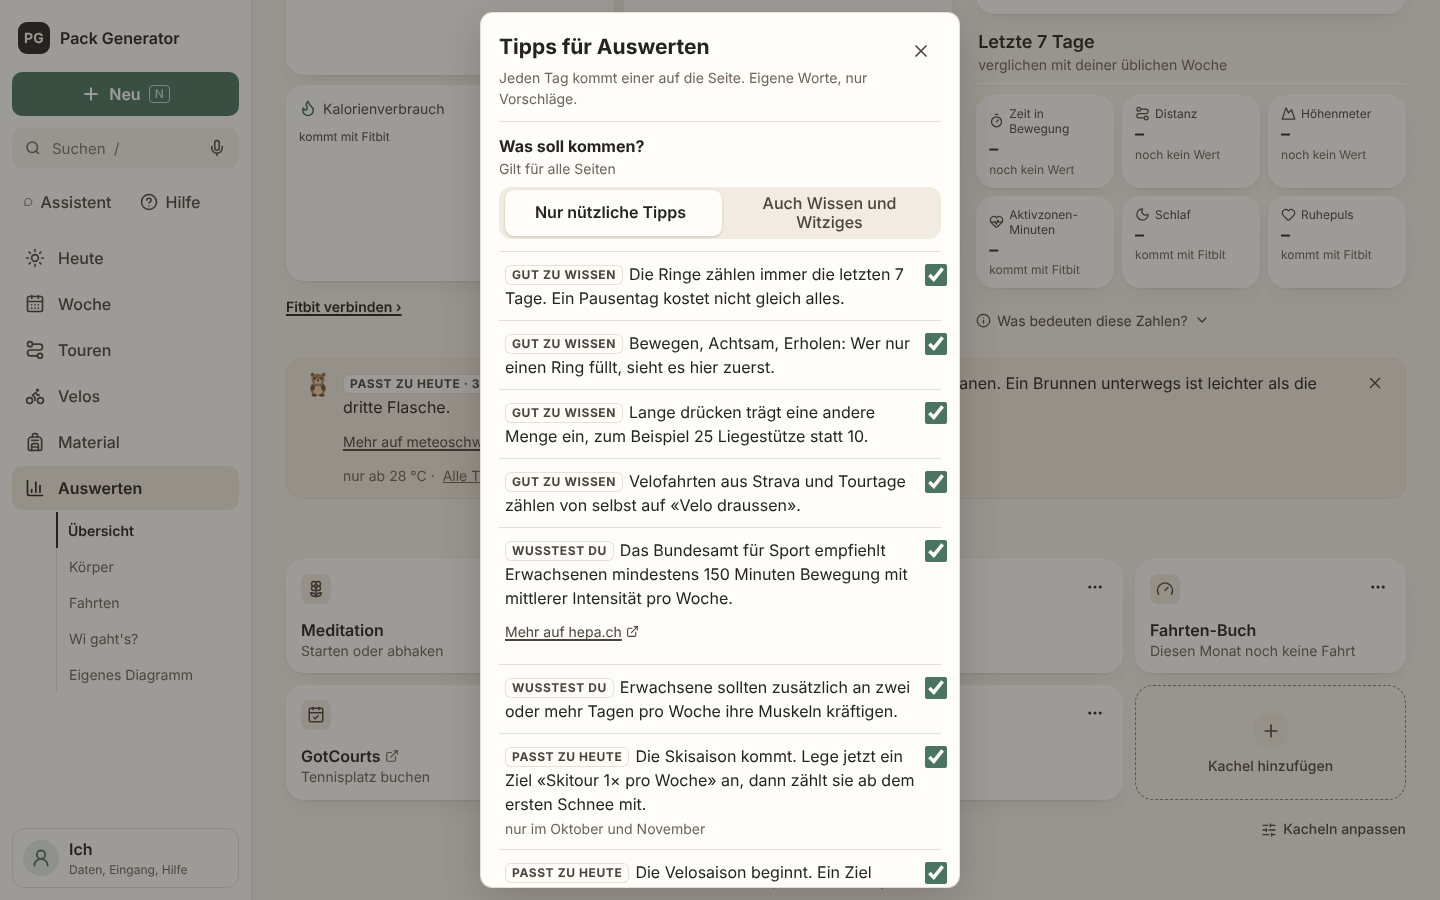 PG Pack Generator
Neu N
Suchen /
Assistent Hilfe
Heute
Woche
Touren
Velos
Material
Auswerten
Übersicht
Körper
Fahrten
Wi gaht's?
Eigenes Diagramm
Ich
Daten, Eingang, Hilfe
Kalorienverbrauch
kommt mit Fitbit
Fitbit verbinden ›
PASST ZU HEUTE · 3
dritte Flasche.
Mehr auf meteoschw
nur ab 28 °C · Alle T
Meditation
Starten oder abhaken
GotCourts
Tennisplatz buchen
Tipps für Auswerten
Jeden Tag kommt einer auf die Seite. Eigene Worte, nur
Vorschläge.
Was soll kommen?
Gilt für alle Seiten
Nur nützliche Tipps
Auch Wissen und
Witziges
GUT ZU WISSEN Die Ringe zählen immer die letzten 7
Tage. Ein Pausentag kostet nicht gleich alles.
GUT ZU WISSEN Bewegen, Achtsam, Erholen: Wer nur
einen Ring füllt, sieht es hier zuerst.
GUT ZU WISSEN Lange drücken trägt eine andere
Menge ein, zum Beispiel 25 Liegestütze statt 10.
GUT ZU WISSEN Velofahrten aus Strava und Tourtage
zählen von selbst auf «Velo draussen».
WUSSTEST DU Das Bundesamt für Sport empfiehlt
Erwachsenen mindestens 150 Minuten Bewegung mit
mittlerer Intensität pro Woche.
Mehr auf hepa.ch
WUSSTEST DU Erwachsene sollten zusätzlich an zwei
oder mehr Tagen pro Woche ihre Muskeln kräftigen.
PASST ZU HEUTE Die Skisaison kommt. Lege jetzt ein
Ziel «Skitour 1× pro Woche» an, dann zählt sie ab dem
ersten Schnee mit.
nur im Oktober und November
PASST ZU HEUTE Die Velosaison beginnt. Ein Ziel
Letzte 7 Tage
verglichen mit deiner üblichen Woche
Zeit in
Bewegung
–
noch kein Wert
Distanz
–
noch kein Wert
Höhenmeter
–
noch kein Wert
Aktivzonen-
Minuten
–
kommt mit Fitbit
Schlaf
–
kommt mit Fitbit
Ruhepuls
–
kommt mit Fitbit
Was bedeuten diese Zahlen?
anen. Ein Brunnen unterwegs ist leichter als die
Fahrten-Buch
Diesen Monat noch keine Fahrt
Kachel hinzufügen
Kacheln anpassen